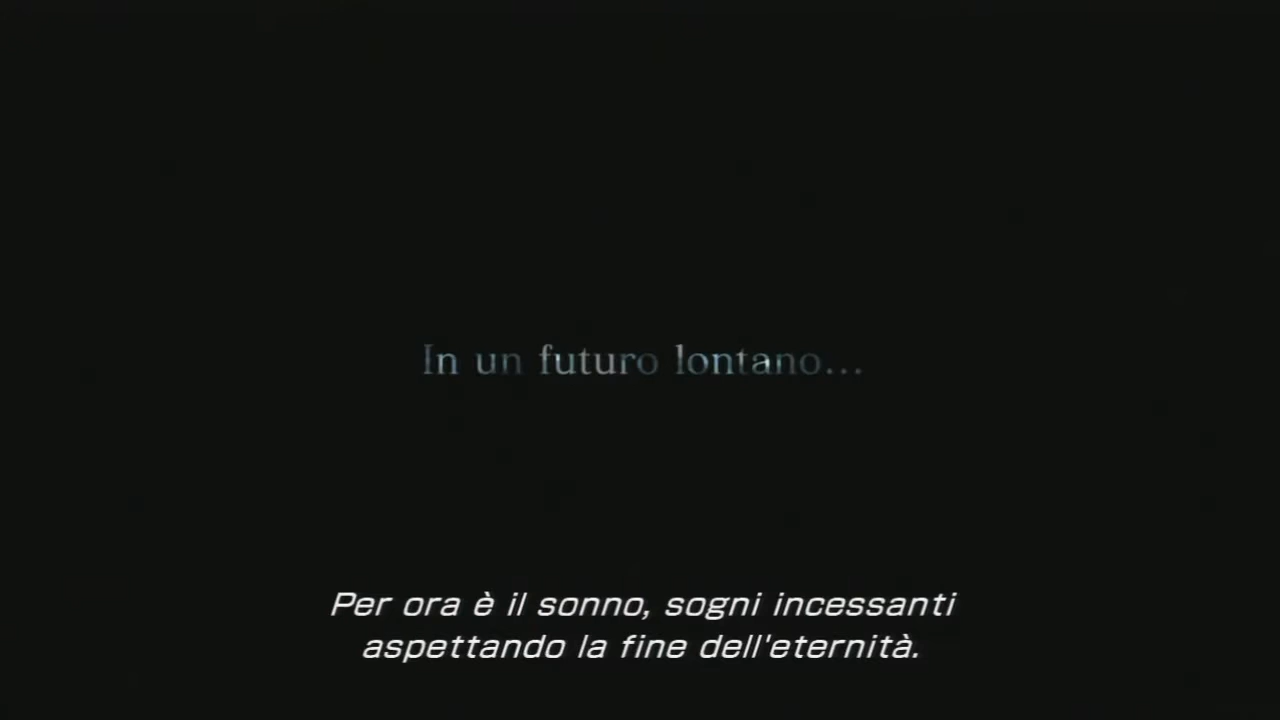 In un futuro lontano...
Per ora è il sonno, sogni incessanti
aspettando la fine dell'eternità.